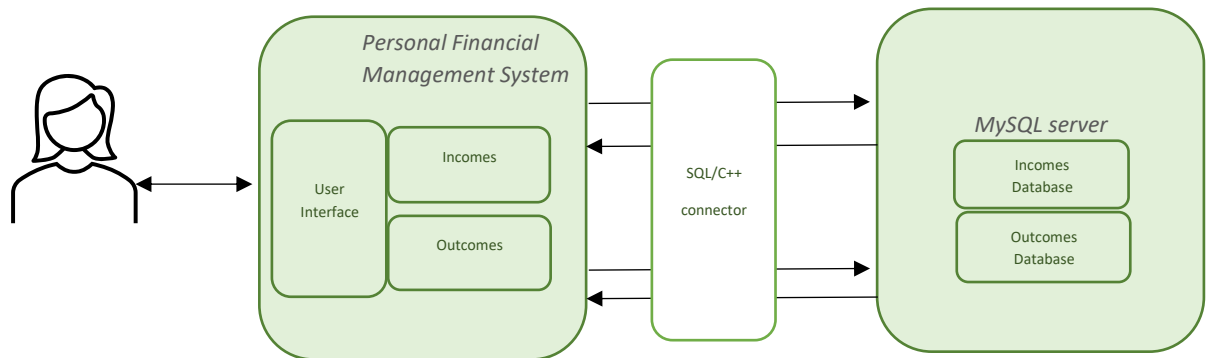 Personal Financial
Management System
User
Interface
Incomes
Outcomes
SQL/C++
connector
MySQL server
Incomes
Database
Outcomes
Database